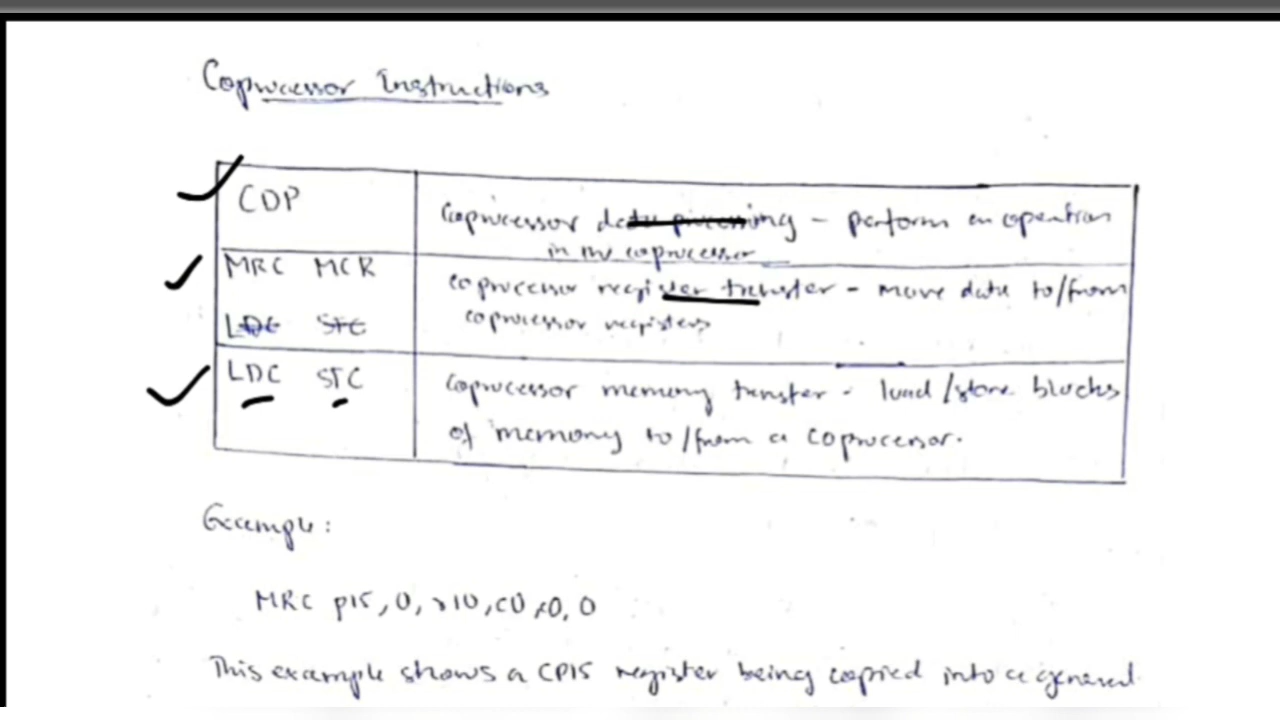 Coprocessor Instructions
CDP
Coprocessor data processing - perform an operation
in the coprocessor
MRC MCR
coprocessor register transfer - move data to/from
coprocessor registers
LDC STC
LDC STC
coprocessor memory transfer - load/store blocks
of memory to/from a coprocessor.
Example:
MRC p15, 0, r10, c0, c0, 0
This example shows a CP15 register being copied into a general